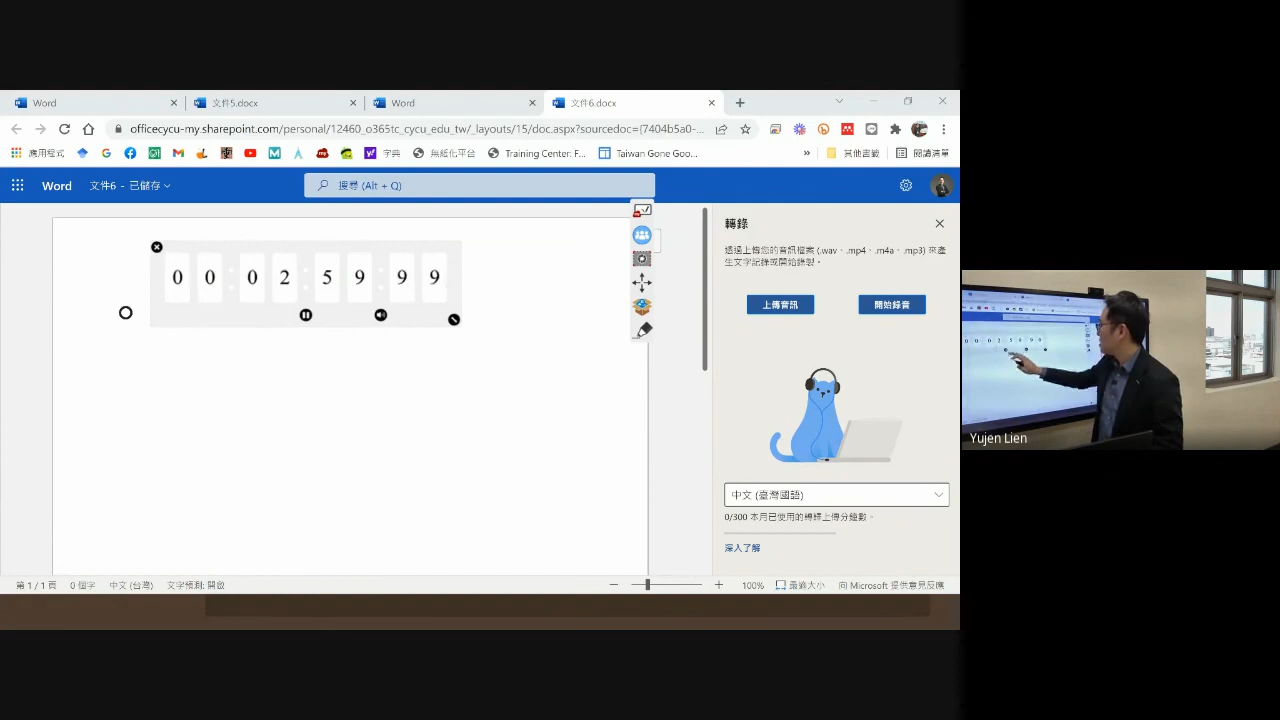 Word
文件5.docx
Word
文件6.docx
officecycu-my.sharepoint.com/personal/12460_o365tc_cycu_edu_tw/_layouts/15/doc.aspx?sourcedoc={7404b5a0-...
應用程式
字典
無紙化平台
Training Center: F...
Taiwan Gone Goo...
»
其他書籤
閱讀清單
Word
文件6 - 已儲存
搜尋 (Alt + Q)
0 0 : 0 2 : 5 9 : 9 9
轉錄
透過上傳您的音訊檔案 (.wav、.mp4、.m4a、.mp3) 來產
生文字記錄或開始錄製。
上傳音訊
開始錄音
中文 (臺灣國語)
0/300 本月已使用的轉譯上傳分鐘數。
深入了解
第 1 / 1 頁
0 個字
中文 (台灣)
文字預測: 開啟
100%
最適大小
向 Microsoft 提供意見反應
Yujen Lien